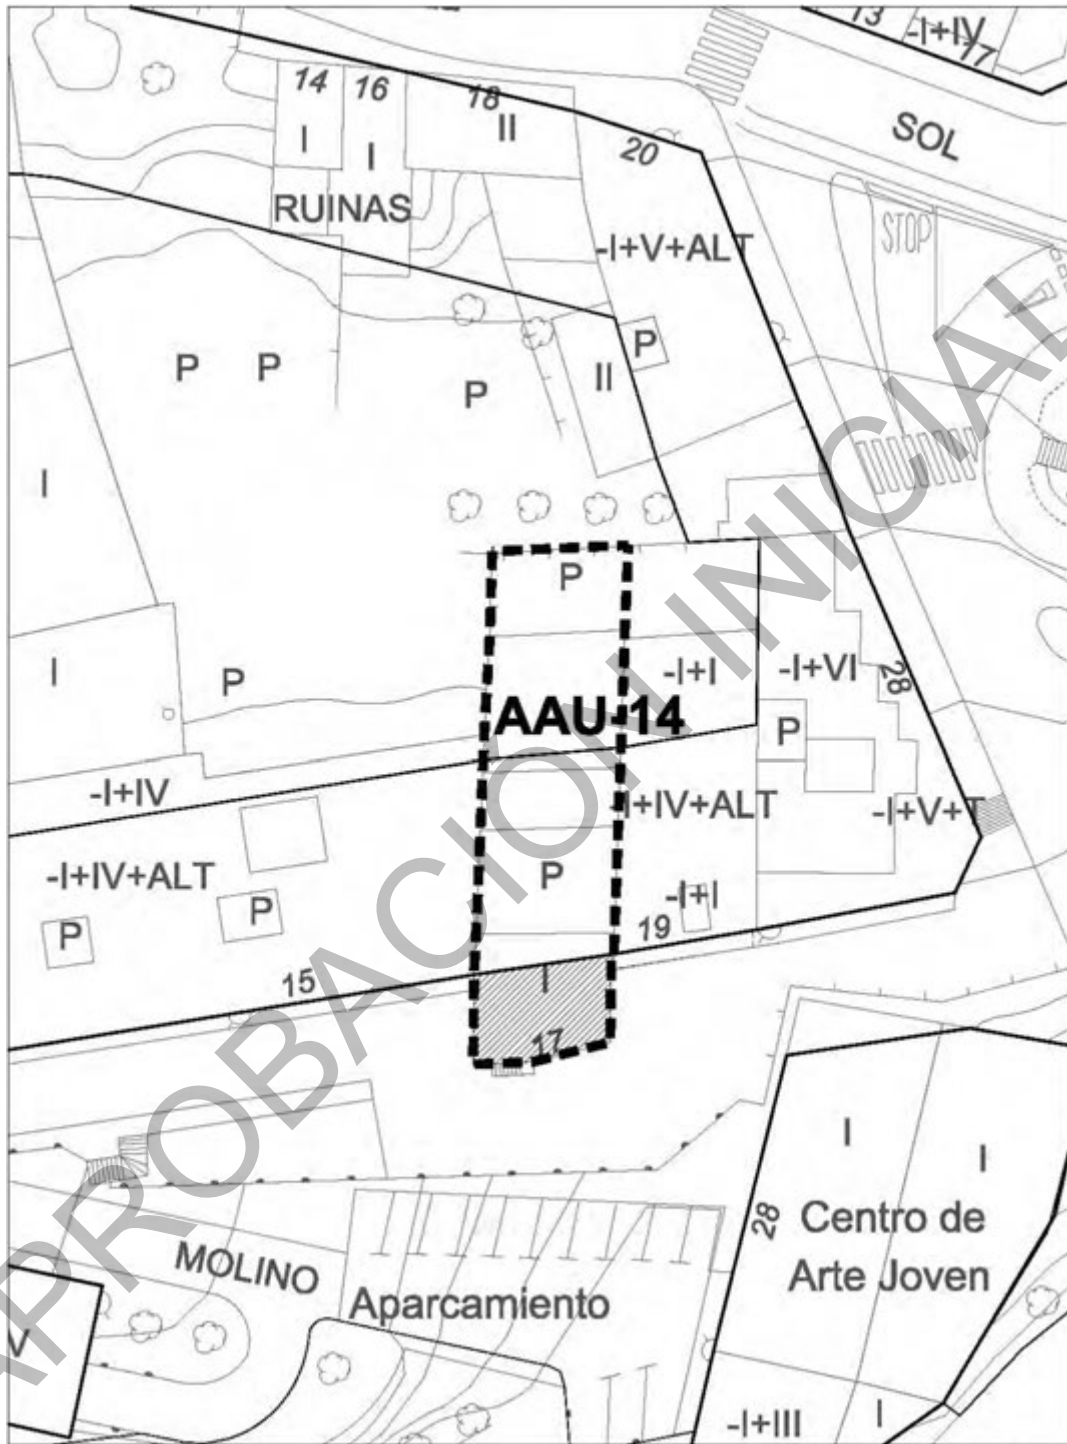 13
-I+IV
17
14
16
18
II
20
SOL
I
I
RUINAS
-I+V+ALT
STOP
P
P
P
P
II
I
P
I
P
-I+I
-I+VI
28
AAU-14
P
-I+IV
I+IV+ALT
-I+V+T
-I+IV+ALT
P
P
P
-I+I
19
15
I
17
I
I
28
Centro de
Arte Joven
MOLINO
Aparcamiento
V
-I+III
I
APROBACIÓN INICIAL